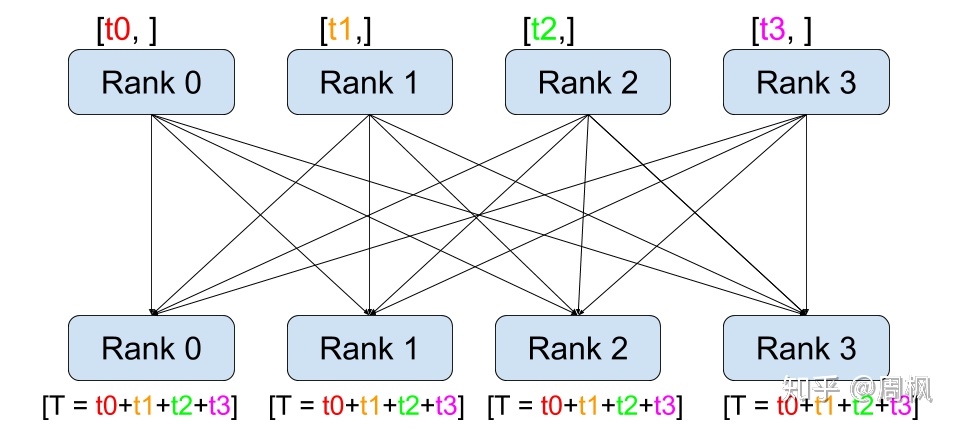 [t0, ] [t1,] [t2,] [t3, ]
Rank 0 Rank 1 Rank 2 Rank 3
Rank 0 Rank 1 Rank 2 Rank 3
知乎 @周枫
[T = t0+t1+t2+t3] [T = t0+t1+t2+t3] [T = t0+t1+t2+t3] [T = t0+t1+t2+t3]